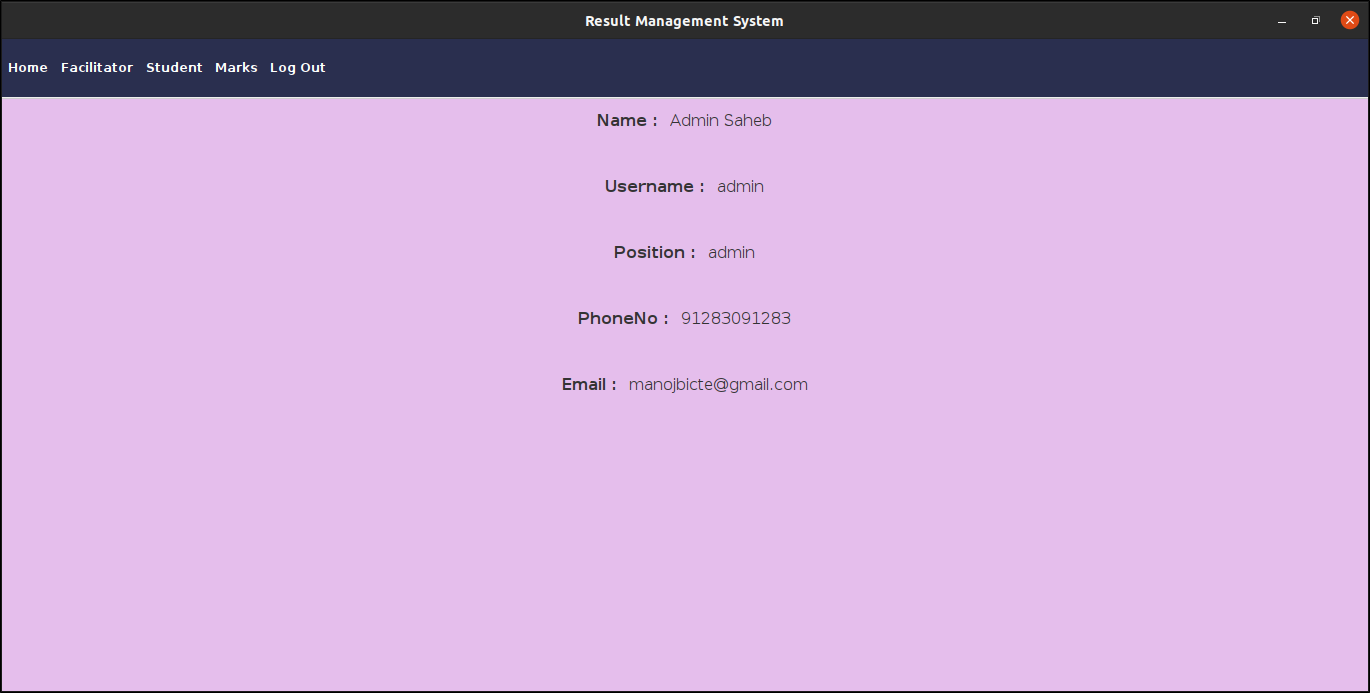 Result Management System
Home Facilitator Student Marks Log Out
Name : Admin Saheb
Username : admin
Position : admin
PhoneNo : 91283091283
Email : manojbicte@gmail.com